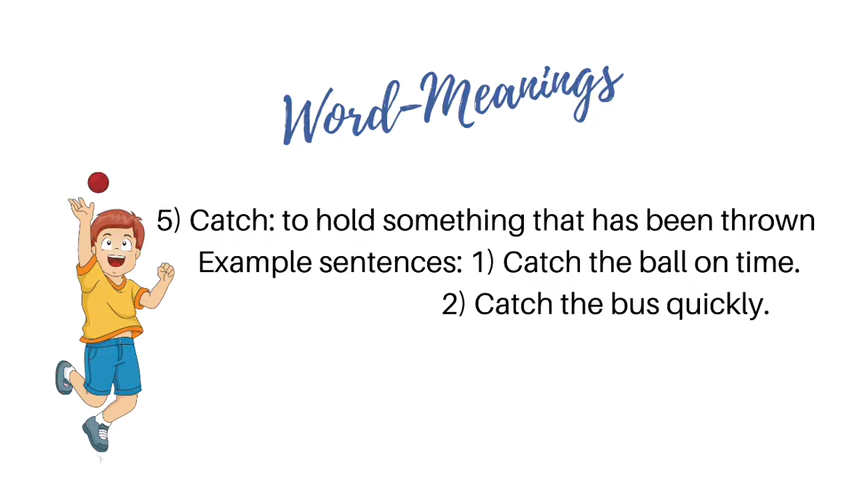 Word-Meanings
5) Catch: to hold something that has been thrown
Example sentences: 1) Catch the ball on time.
2) Catch the bus quickly.